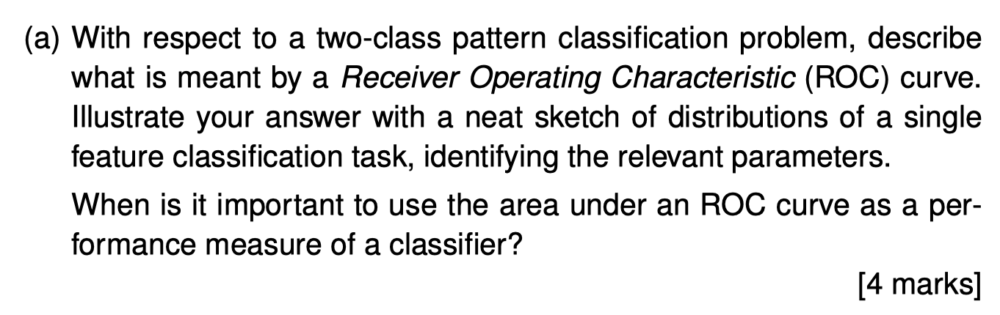 (a) With respect to a two-class pattern classification problem, describe
what is meant by a Receiver Operating Characteristic (ROC) curve.
Illustrate your answer with a neat sketch of distributions of a single
feature classification task, identifying the relevant parameters.
When is it important to use the area under an ROC curve as a per-
formance measure of a classifier?
[4 marks]